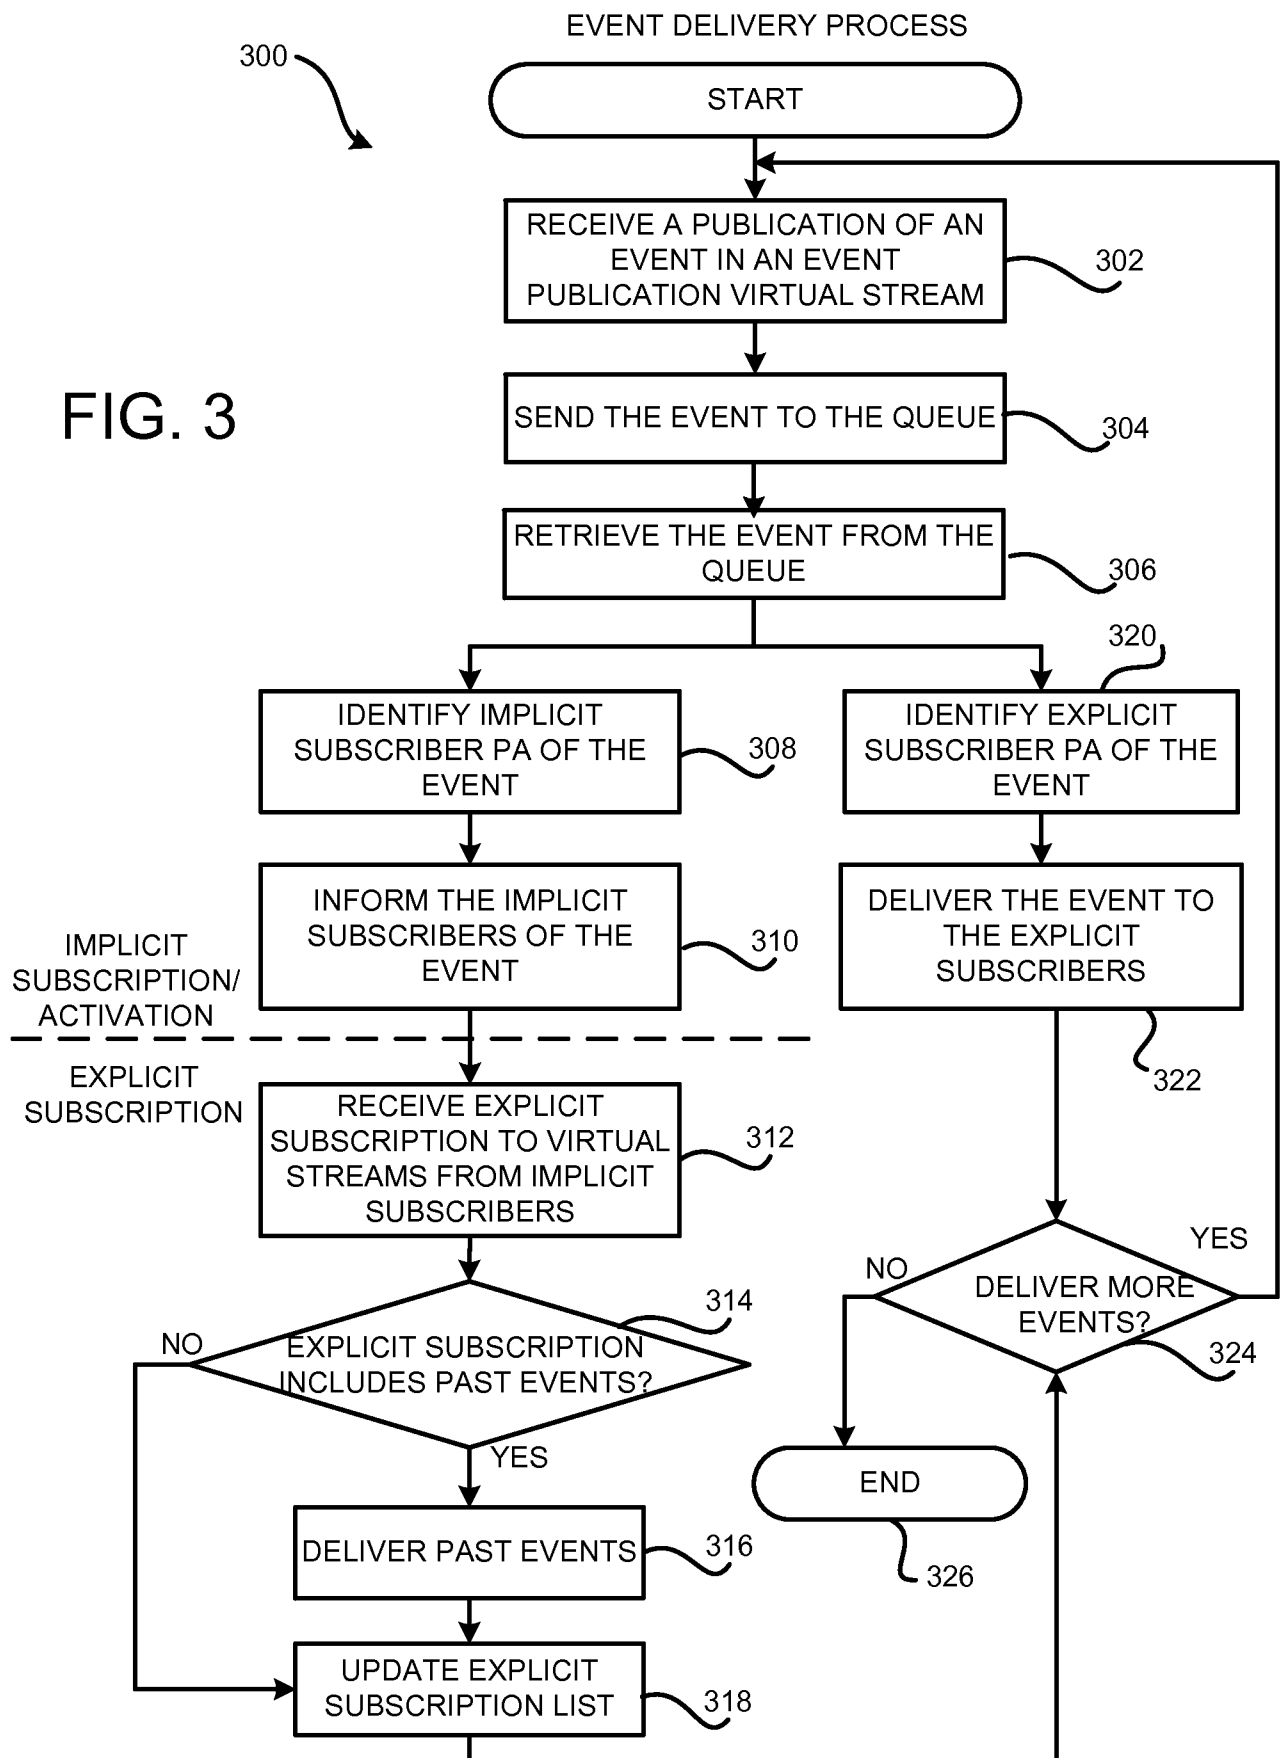 EVENT DELIVERY PROCESS
300
START
RECEIVE A PUBLICATION OF AN
EVENT IN AN EVENT
PUBLICATION VIRTUAL STREAM
302
FIG. 3
SEND THE EVENT TO THE QUEUE
304
RETRIEVE THE EVENT FROM THE
QUEUE
306
320
IDENTIFY IMPLICIT
SUBSCRIBER PA OF THE
EVENT
308
IDENTIFY EXPLICIT
SUBSCRIBER PA OF THE
EVENT
INFORM THE IMPLICIT
SUBSCRIBERS OF THE
EVENT
310
DELIVER THE EVENT TO
THE EXPLICIT
SUBSCRIBERS
322
IMPLICIT
SUBSCRIPTION/
ACTIVATION
EXPLICIT
SUBSCRIPTION
RECEIVE EXPLICIT
SUBSCRIPTION TO VIRTUAL
STREAMS FROM IMPLICIT
SUBSCRIBERS
312
YES
NO
DELIVER MORE
EVENTS?
324
314
NO
EXPLICIT SUBSCRIPTION
INCLUDES PAST EVENTS?
YES
END
326
DELIVER PAST EVENTS
316
UPDATE EXPLICIT
SUBSCRIPTION LIST
318